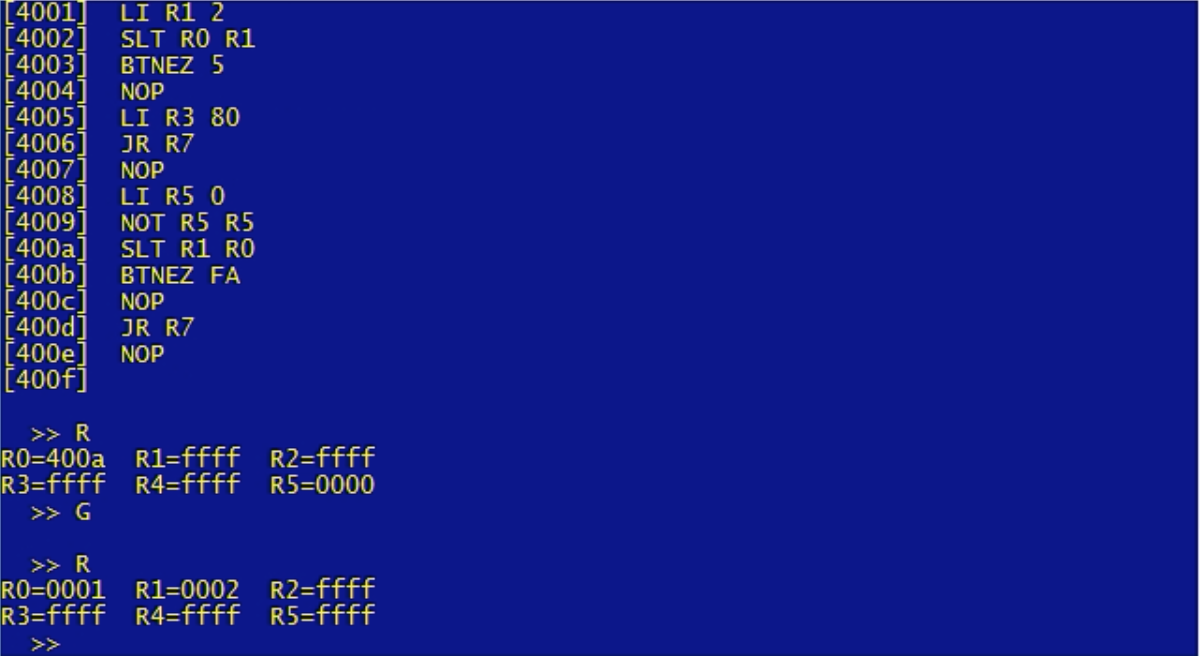 [4001] LI R1 2
[4002] SLT R0 R1
[4003] BTNEZ 5
[4004] NOP
[4005] LI R3 80
[4006] JR R7
[4007] NOP
[4008] LI R5 0
[4009] NOT R5 R5
[400a] SLT R1 R0
[400b] BTNEZ FA
[400c] NOP
[400d] JR R7
[400e] NOP
[400f]
>> R
R0=400a R1=ffff R2=ffff
R3=ffff R4=ffff R5=0000
>> G
>> R
R0=0001 R1=0002 R2=ffff
R3=ffff R4=ffff R5=ffff
>>